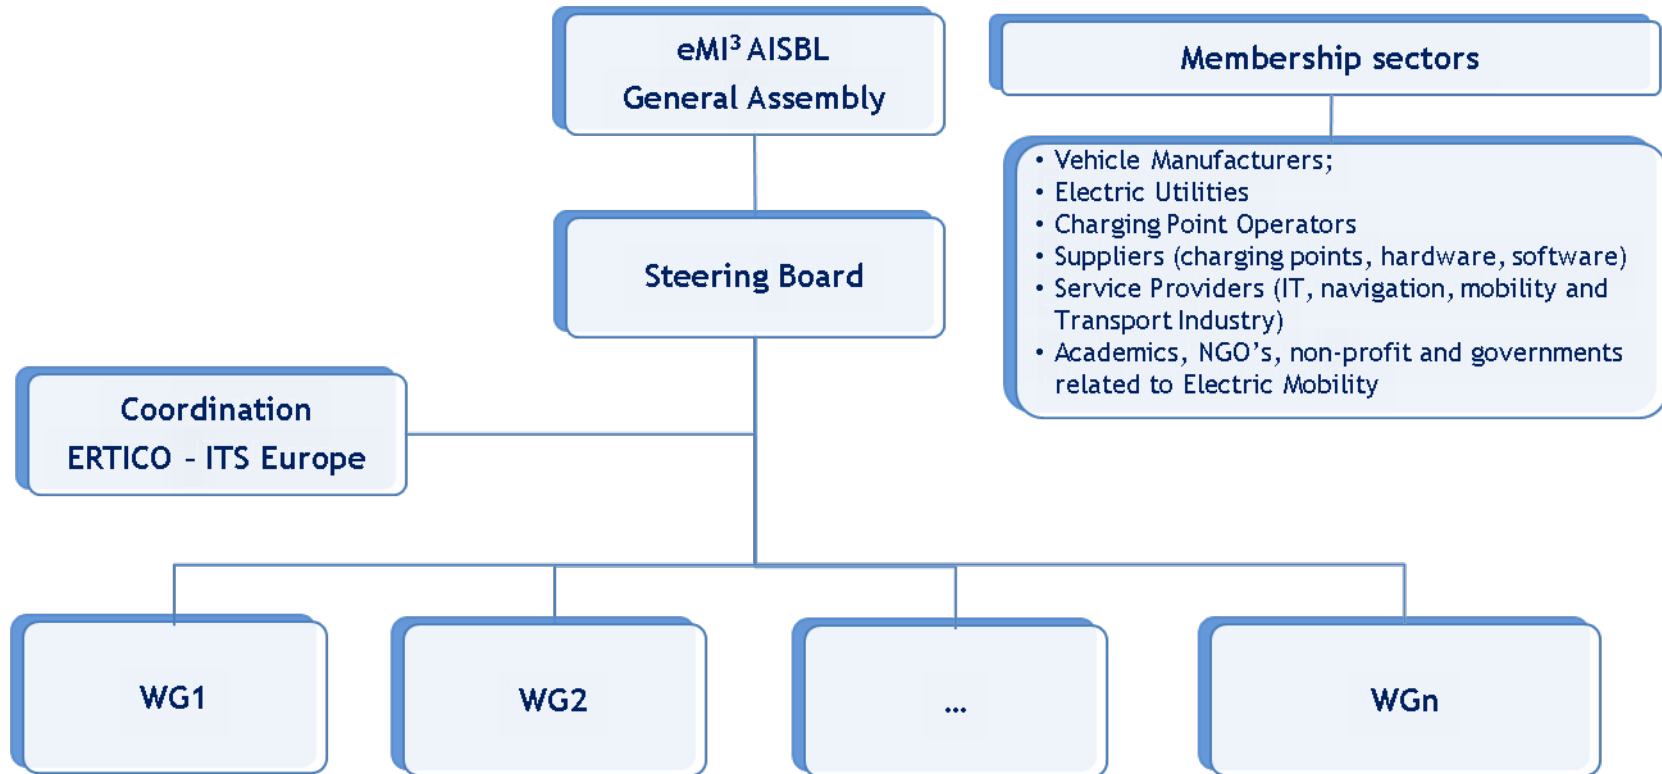 eMI³ AISBL
General Assembly
Membership sectors
• Vehicle Manufacturers;
• Electric Utilities
• Charging Point Operators
• Suppliers (charging points, hardware, software)
• Service Providers (IT, navigation, mobility and
Transport Industry)
• Academics, NGO’s, non-profit and governments
related to Electric Mobility
Steering Board
Coordination
ERTICO – ITS Europe
WG1
WG2
…
WGn